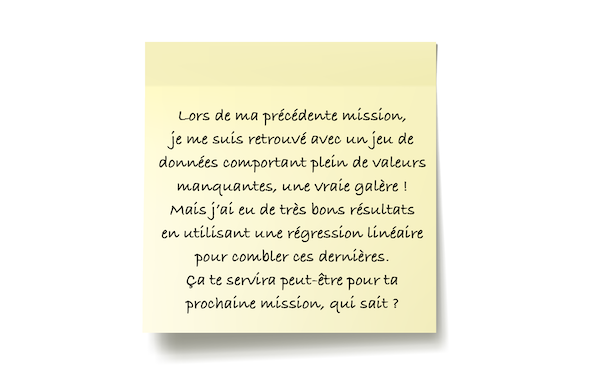 Lors de ma précédente mission,
je me suis retrouvé avec un jeu de
données comportant plein de valeurs
manquantes, une vraie galère !
Mais j'ai eu de très bons résultats
en utilisant une régression linéaire
pour combler ces dernières.
Ça te servira peut-être pour ta
prochaine mission, qui sait ?